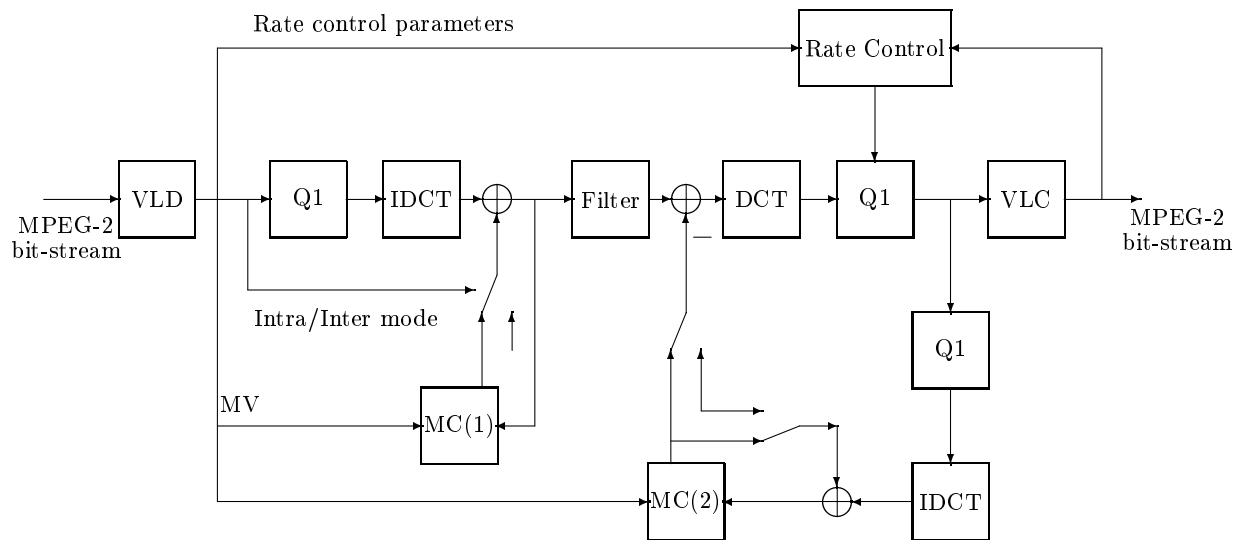 Rate control parameters
Rate Control
VLD
Q1
IDCT
Filter
DCT
Q1
VLC
MPEG-2
bit-stream
MPEG-2
bit-stream
Intra/Inter mode
Q1
MV
MC(1)
MC(2)
IDCT